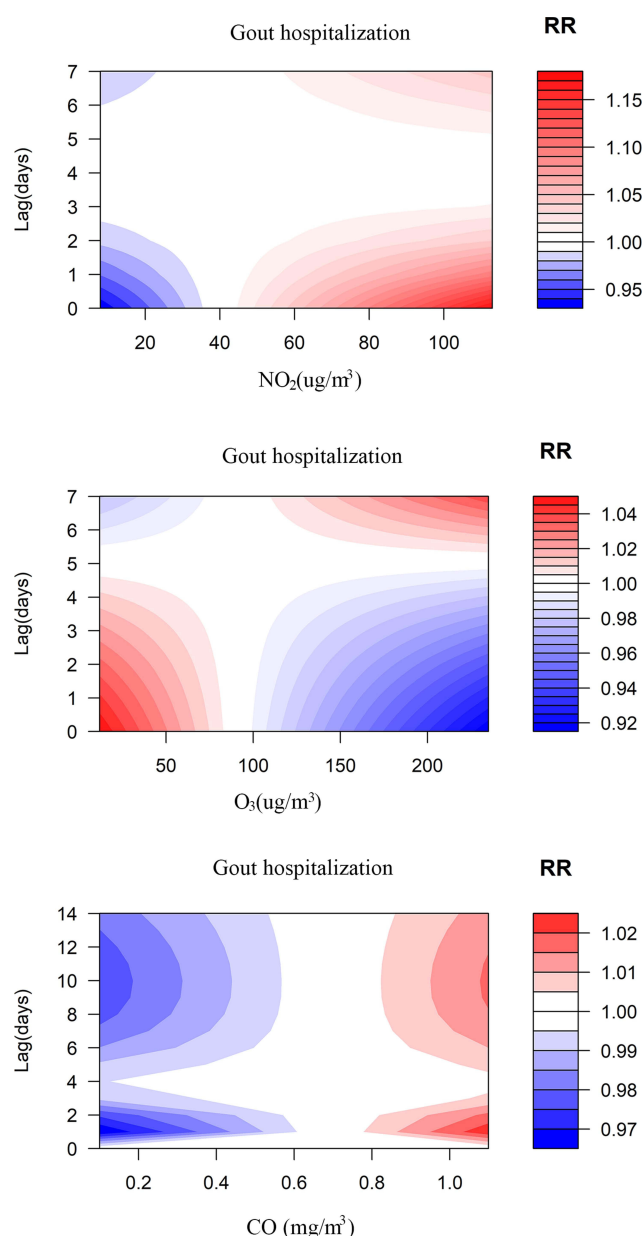 Gout hospitalization
RR
Lag(days)
7
6
5
4
3
2
1
0
20 40 60 80 100
NO₂(ug/m³)
1.15
1.10
1.05
1.00
0.95
Gout hospitalization
RR
Lag(days)
7
6
5
4
3
2
1
0
50 100 150 200
O₃(ug/m³)
1.04
1.02
1.00
0.98
0.96
0.94
0.92
Gout hospitalization
RR
Lag(days)
14
12
10
8
6
4
2
0
0.2 0.4 0.6 0.8 1.0
CO (mg/m³)
1.02
1.01
1.00
0.99
0.98
0.97